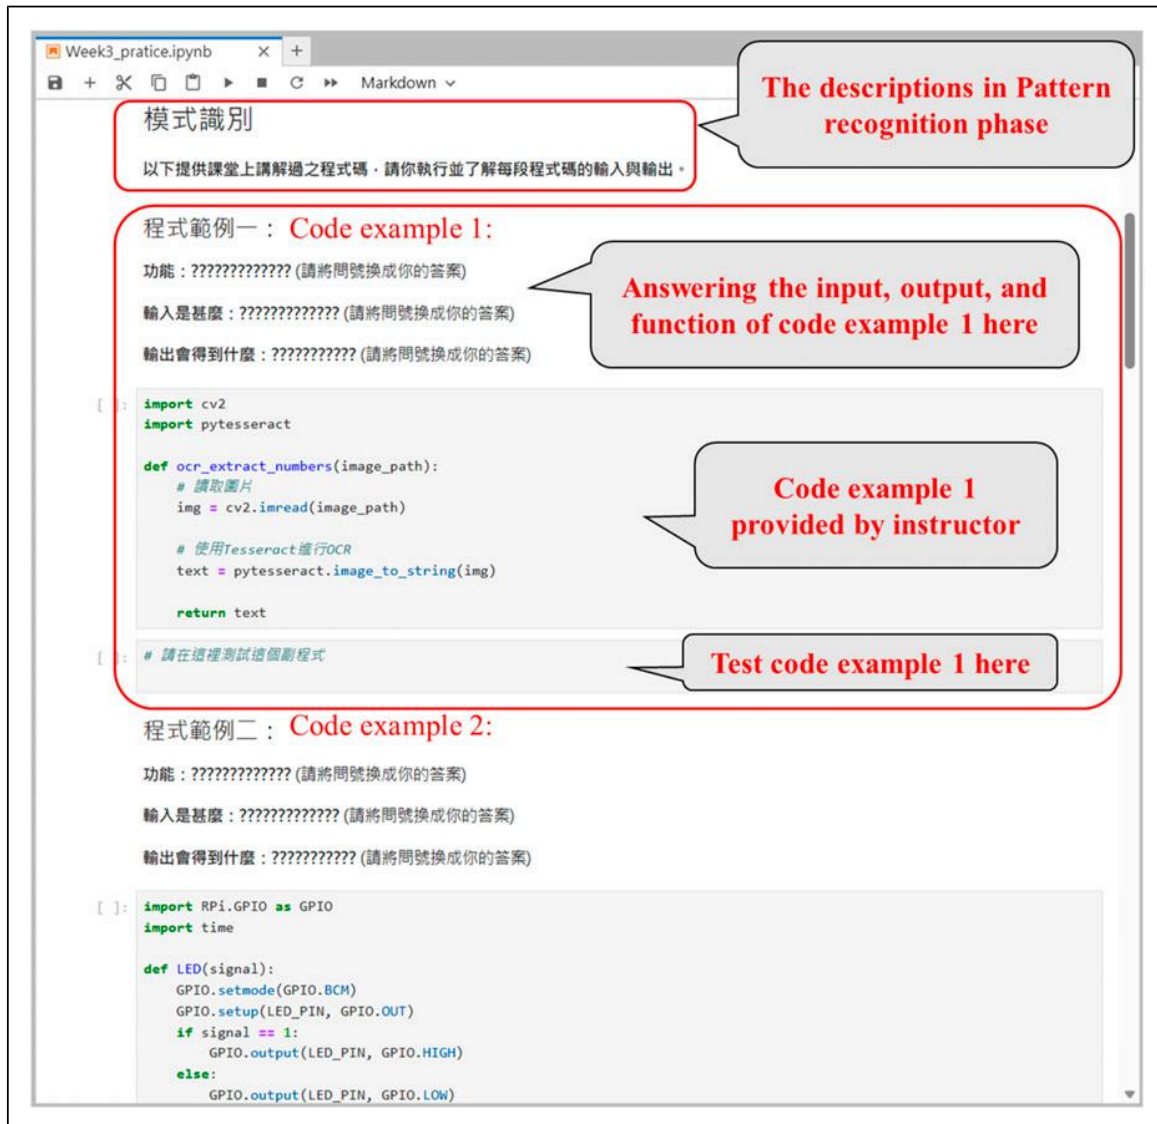 Week3_pratice.ipynb
Markdown
The descriptions in Pattern
recognition phase
模式識別
以下提供課堂上講解過之程式碼，請你執行並了解每段程式碼的輸入與輸出。
程式範例一：
Code example 1:
功能：????????????? (請將問號換成你的答案)
輸入是甚麼：????????????? (請將問號換成你的答案)
輸出會得到什麼：??????????? (請將問號換成你的答案)
Answering the input, output, and
function of code example 1 here
[ ]:
import cv2
import pytesseract
def ocr_extract_numbers(image_path):
# 讀取圖片
img = cv2.imread(image_path)
# 使用Tesseract進行OCR
text = pytesseract.image_to_string(img)
return text
Code example 1
provided by instructor
[ ]:
# 請在這裡測試這個副程式
Test code example 1 here
程式範例二：
Code example 2:
功能：????????????? (請將問號換成你的答案)
輸入是甚麼：????????????? (請將問號換成你的答案)
輸出會得到什麼：??????????? (請將問號換成你的答案)
[ ]:
import RPi.GPIO as GPIO
import time
def LED(signal):
GPIO.setmode(GPIO.BCM)
GPIO.setup(LED_PIN, GPIO.OUT)
if signal == 1:
GPIO.output(LED_PIN, GPIO.HIGH)
else:
GPIO.output(LED_PIN, GPIO.LOW)